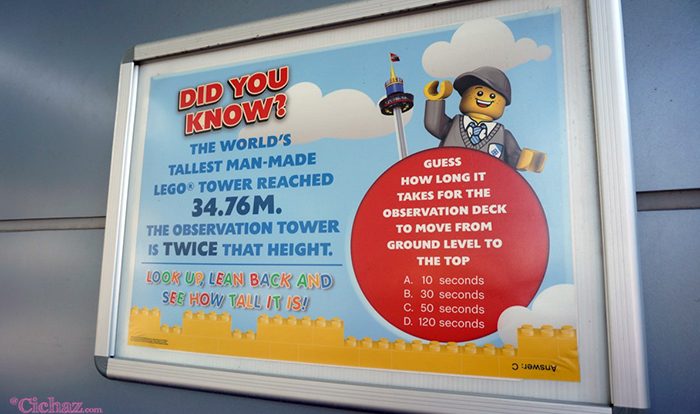 DID YOU
KNOW?
THE WORLD'S
TALLEST MAN-MADE
LEGO® TOWER REACHED
34.76M.
THE OBSERVATION TOWER
IS TWICE THAT HEIGHT.
LOOK UP, LEAN BACK AND
SEE HOW TALL IT IS!
GUESS
HOW LONG IT
TAKES FOR THE
OBSERVATION DECK
TO MOVE FROM
GROUND LEVEL TO
THE TOP
A. 10 seconds
B. 30 seconds
C. 50 seconds
D. 120 seconds
Answer: C
@Cichaz.com